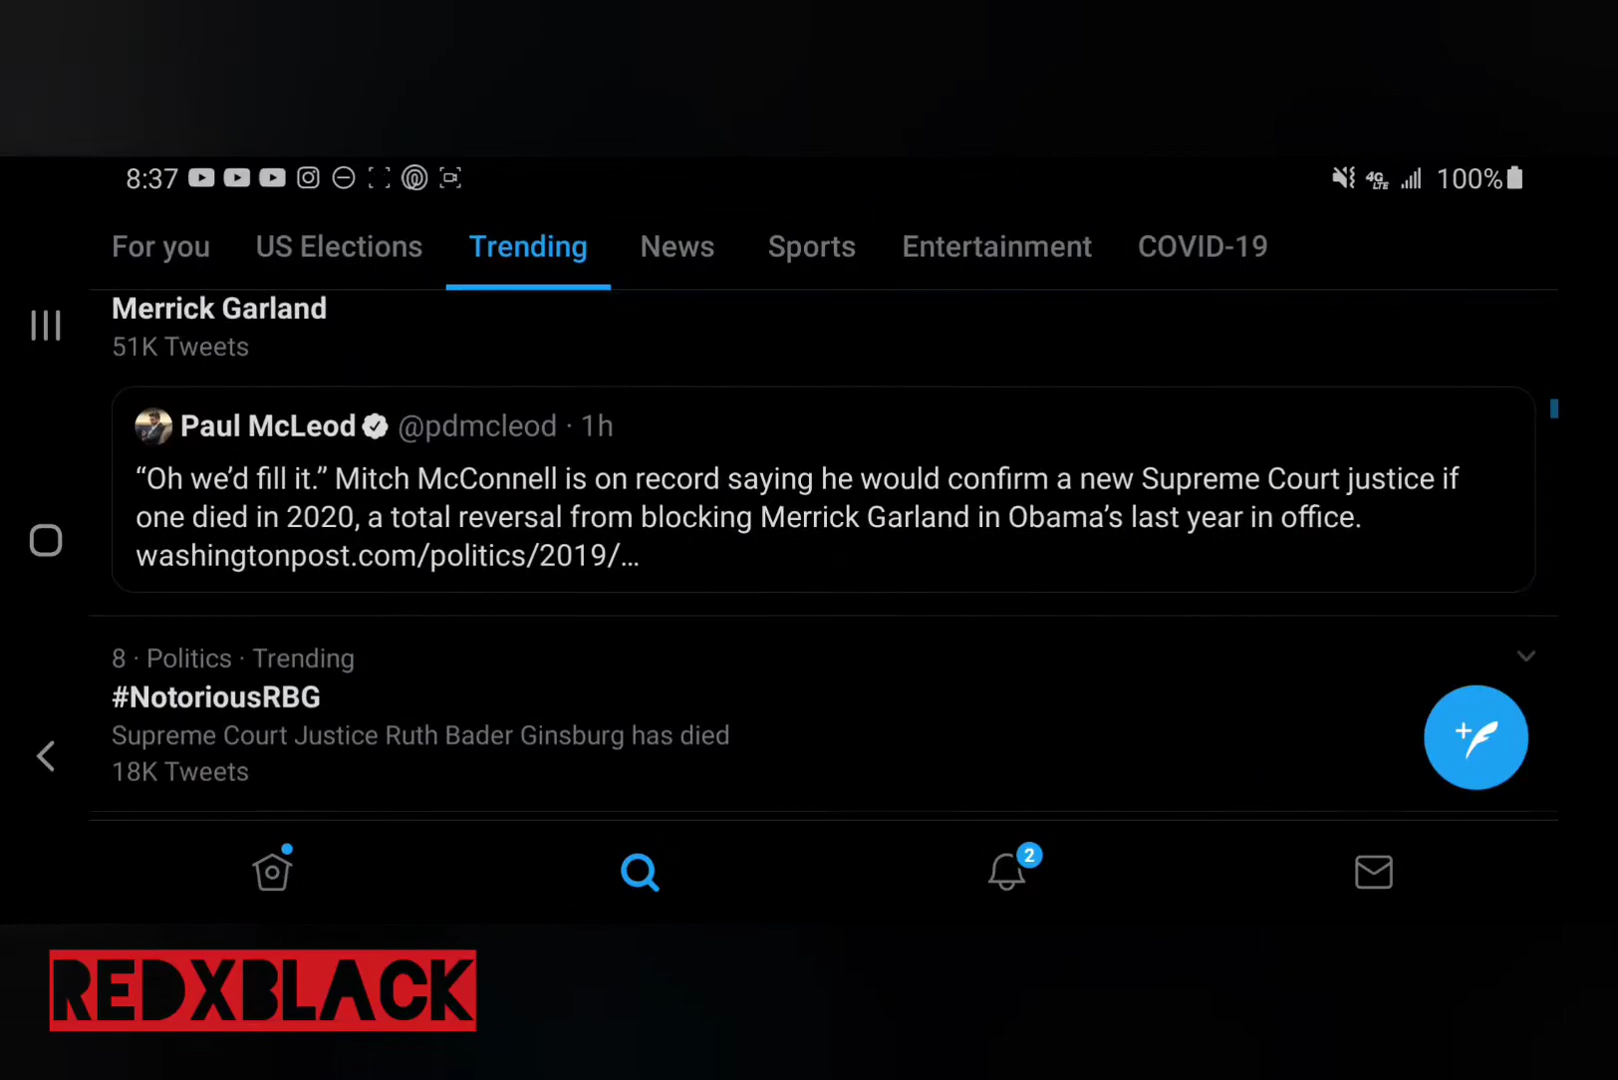 8:37 4G LTE 100%
For you US Elections Trending News Sports Entertainment COVID-19
Merrick Garland
51K Tweets
Paul McLeod @pdmcleod · 1h
“Oh we’d fill it.” Mitch McConnell is on record saying he would confirm a new Supreme Court justice if
one died in 2020, a total reversal from blocking Merrick Garland in Obama’s last year in office.
washingtonpost.com/politics/2019/…
8 · Politics · Trending
#NotoriousRBG
Supreme Court Justice Ruth Bader Ginsburg has died
18K Tweets
2
REDXBLACK